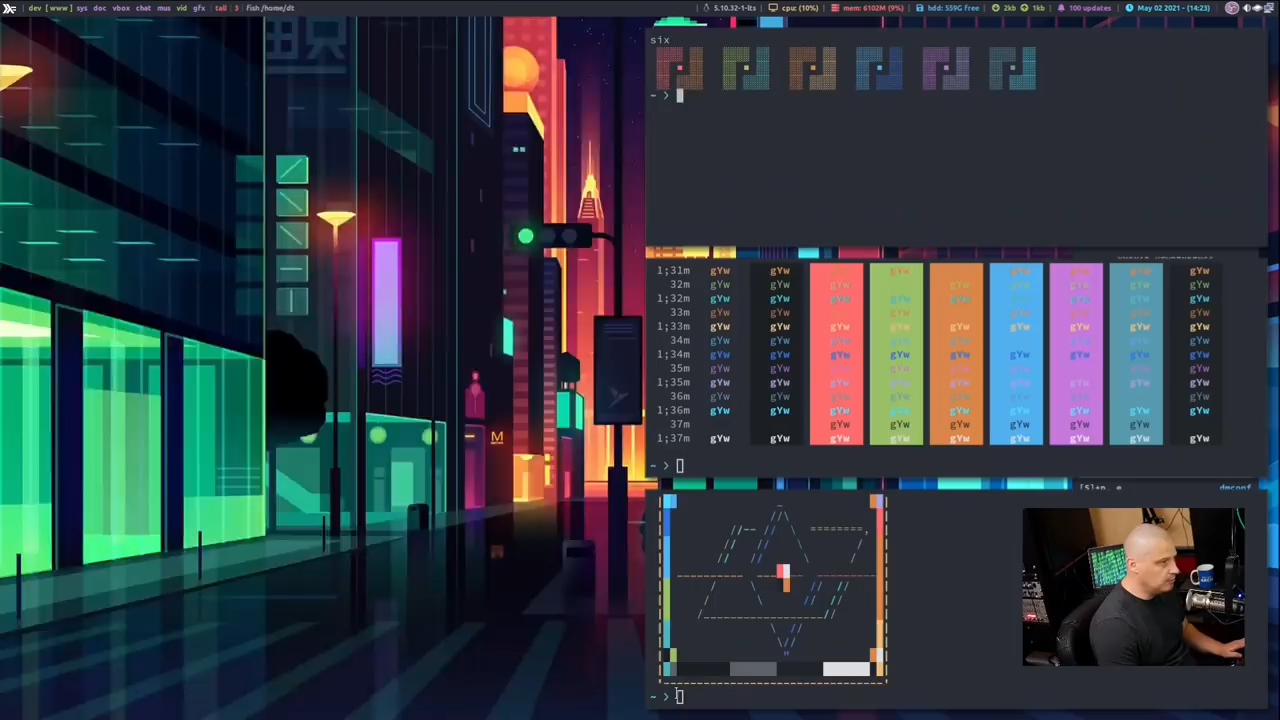 dev [ www ] sys doc vbox chat mus vid gfx | tall | 3 | fish /home/dt
5.10.32-1-lts | cpu: (10%) | mem: 6102M (9%) | hdd: 559G free | 2kb 1kb | 100 updates | May 02 2021 - (14:23)
six
~ >
1;31m gYw gYw gYw gYw gYw gYw gYw gYw gYw
32m gYw gYw gYw gYw gYw gYw gYw gYw
1;32m gYw gYw gYw gYw gYw gYw gYw gYw gYw
33m gYw gYw gYw gYw gYw gYw gYw gYw
1;33m gYw gYw gYw gYw gYw gYw gYw gYw gYw
34m gYw gYw gYw gYw gYw gYw gYw gYw gYw
1;34m gYw gYw gYw gYw gYw gYw gYw gYw gYw
35m gYw gYw gYw gYw gYw gYw gYw gYw
1;35m gYw gYw gYw gYw gYw gYw gYw gYw gYw
36m gYw gYw gYw gYw gYw gYw gYw gYw
1;36m gYw gYw gYw gYw gYw gYw gYw gYw gYw
37m gYw gYw gYw gYw gYw gYw gYw gYw gYw
1;37m gYw gYw gYw gYw gYw gYw gYw gYw gYw
~ >
dmconf
M
~ >